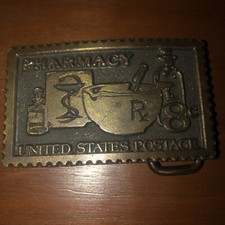 PHARMACY
Rx
8c
UNITED STATES POSTAGE